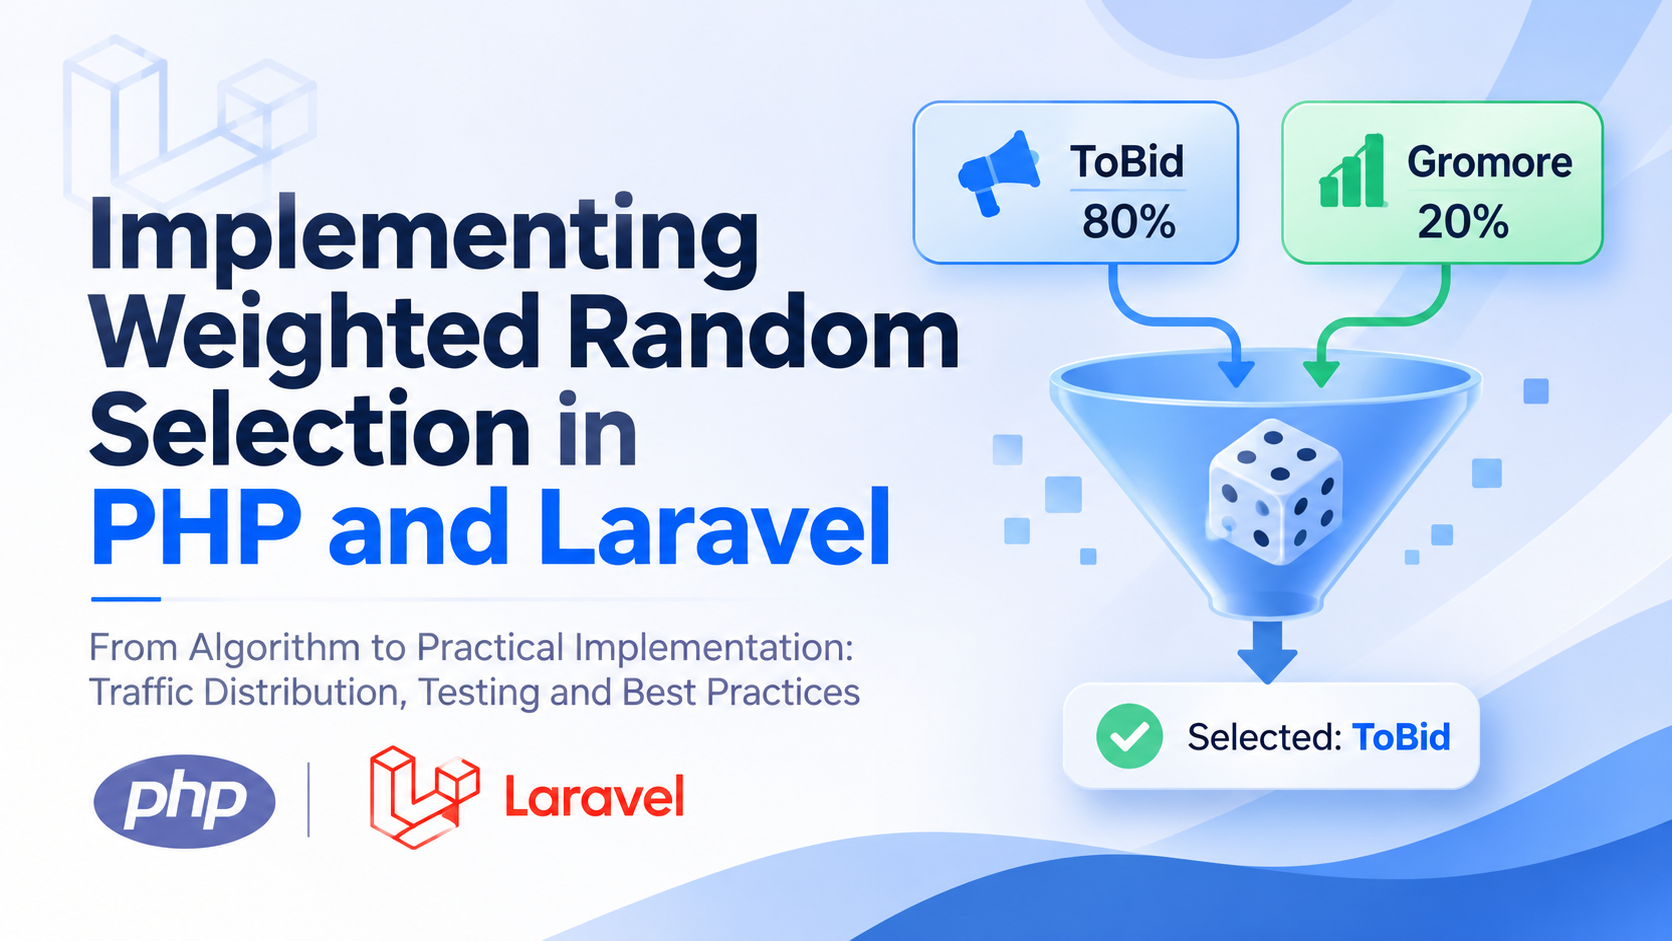 Implementing
Weighted Random
Selection in
PHP and Laravel
From Algorithm to Practical Implementation:
Traffic Distribution, Testing and Best Practices
php
Laravel
ToBid
80%
Gromore
20%
Selected: ToBid